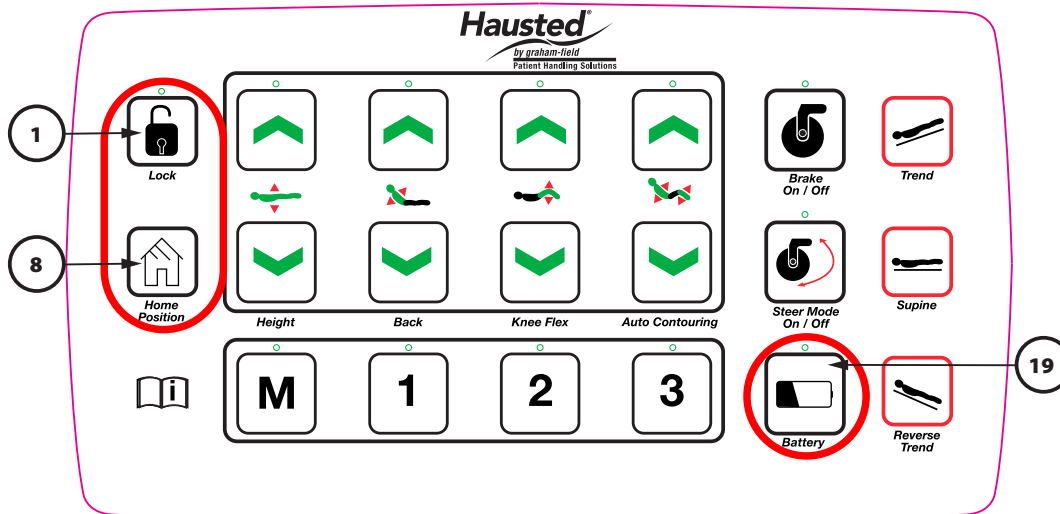 Hausted®
by graham-field
Patient Handling Solutions
1
Lock
Brake
On / Off
Trend
8
Home
Position
Height
Back
Knee Flex
Auto Contouring
Steer Mode
On / Off
Supine
i
M
1
2
3
19
Battery
Reverse
Trend